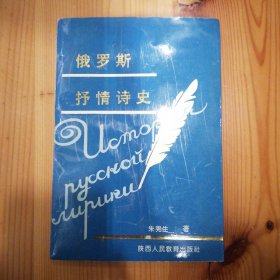 俄罗斯
抒情诗史
История
русской
лирики
朱宪生 著
陕西人民教育出版社